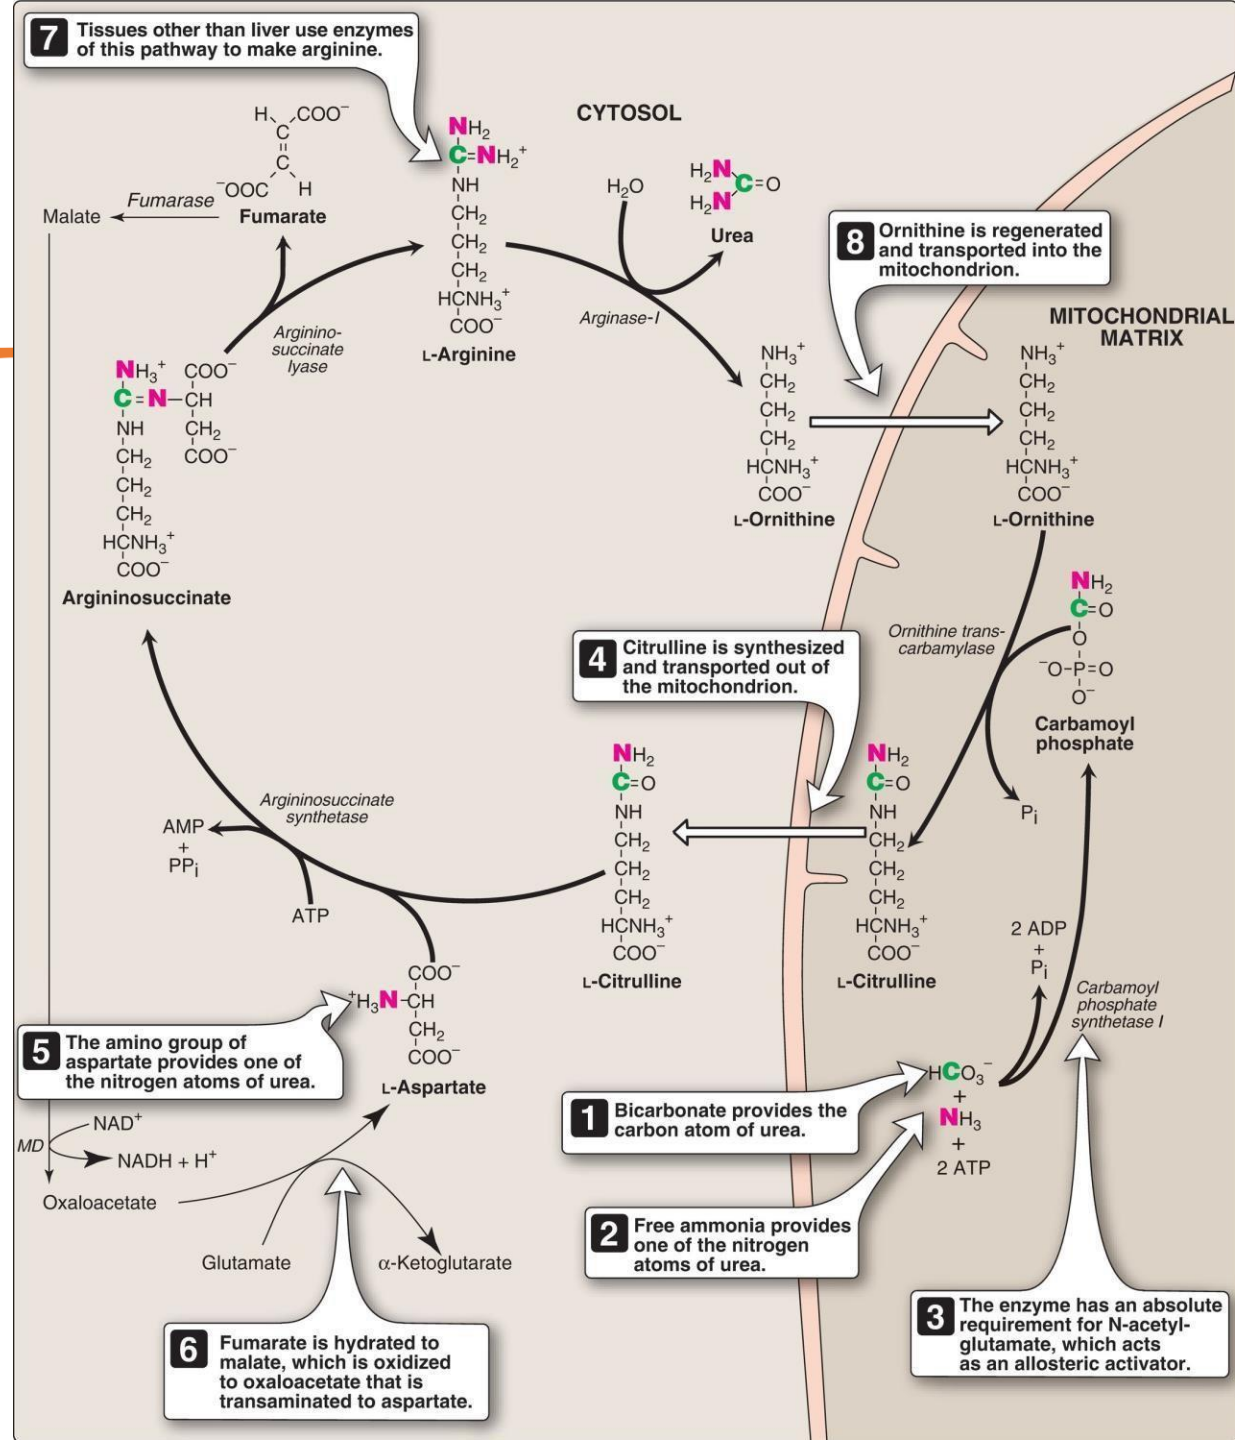 7 Tissues other than liver use enzymes
of this pathway to make arginine.
CYTOSOL
H COO⁻
C
C
⁻OOC H
Fumarate
Fumarase
Malate
NH₂
C=NH₂⁺
NH
CH₂
CH₂
CH₂
HCNH₃⁺
COO⁻
L-Arginine
H₂O
H₂N
C=O
H₂N
Urea
Arginase-I
8 Ornithine is regenerated
and transported into the
mitochondrion.
MITOCHONDRIAL
MATRIX
Arginino-
succinate
lyase
NH₃⁺ COO⁻
C=N–CH
NH CH₂
CH₂ COO⁻
CH₂
CH₂
HCNH₃⁺
COO⁻
Argininosuccinate
NH₃⁺
CH₂
CH₂
CH₂
HCNH₃⁺
COO⁻
L-Ornithine
NH₃⁺
CH₂
CH₂
CH₂
HCNH₃⁺
COO⁻
L-Ornithine
NH₂
C=O
O
⁻O–P=O
O⁻
Carbamoyl
phosphate
Ornithine trans-
carbamylase
Pᵢ
4 Citrulline is synthesized
and transported out of
the mitochondrion.
NH₂
C=O
NH
CH₂
CH₂
CH₂
HCNH₃⁺
COO⁻
L-Citrulline
NH₂
C=O
NH
CH₂
CH₂
CH₂
HCNH₃⁺
COO⁻
L-Citrulline
Argininosuccinate
synthetase
AMP
+
PPᵢ
ATP
COO⁻
⁺H₃N–CH
CH₂
COO⁻
L-Aspartate
5 The amino group of
aspartate provides one of
the nitrogen atoms of urea.
2 ADP
+
Pᵢ
Carbamoyl
phosphate
synthetase I
HCO₃⁻
+
NH₃
+
2 ATP
1 Bicarbonate provides the
carbon atom of urea.
2 Free ammonia provides
one of the nitrogen
atoms of urea.
MD
NAD⁺
NADH + H⁺
Oxaloacetate
Glutamate
α-Ketoglutarate
6 Fumarate is hydrated to
malate, which is oxidized
to oxaloacetate that is
transaminated to aspartate.
3 The enzyme has an absolute
requirement for N-acetyl-
glutamate, which acts
as an allosteric activator.